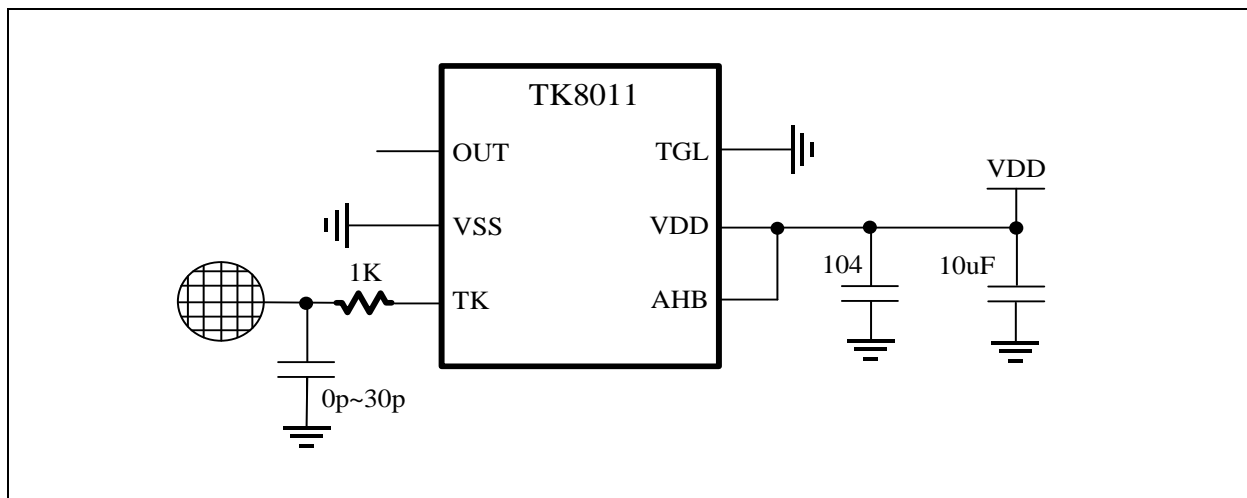 TK8011
OUT
TGL
VDD
VSS
VDD
1K
104
10uF
TK
AHB
0p~30p